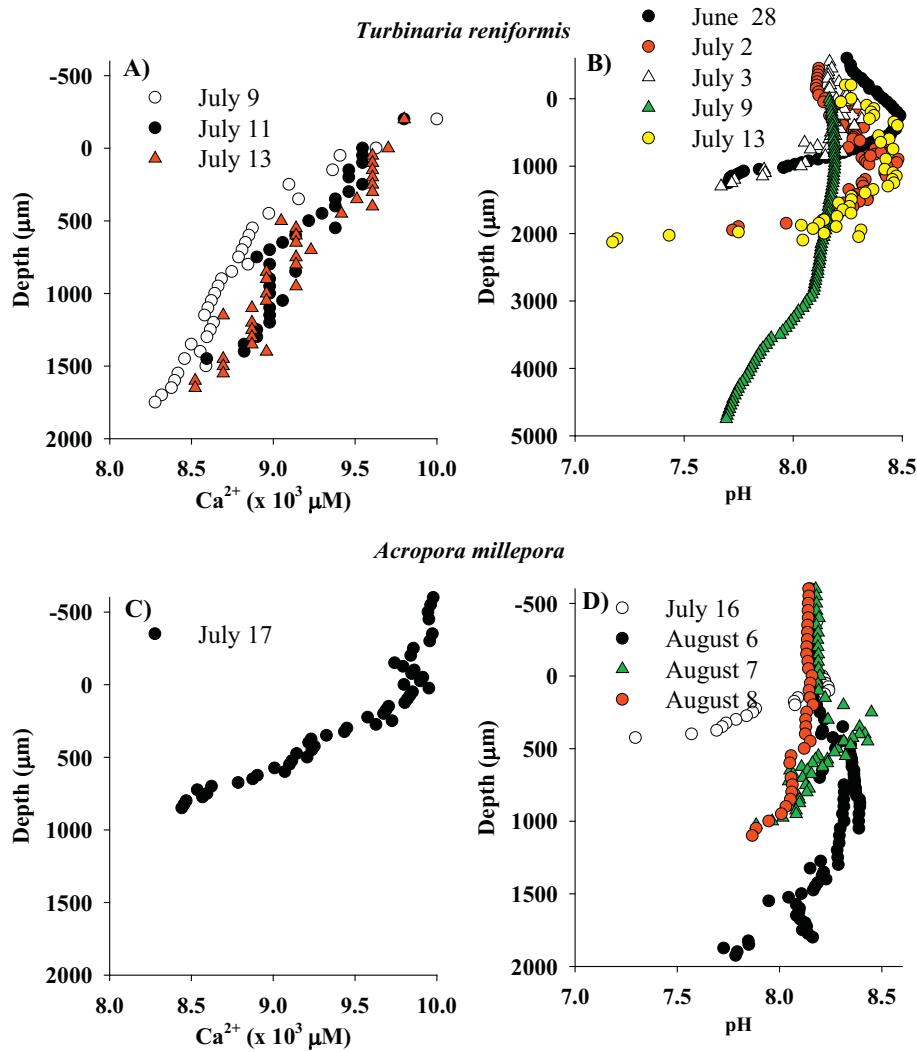 Turbinaria reniformis
A)
July 9
July 11
July 13
Depth (μm)
-500
0
500
1000
1500
2000
8.0 8.5 9.0 9.5 10.0
Ca²⁺ (x 10³ μM)
B)
June 28
July 2
July 3
July 9
July 13
Depth (μm)
0
1000
2000
3000
4000
5000
7.0 7.5 8.0 8.5
pH
Acropora millepora
C)
July 17
Depth (μm)
-500
0
500
1000
1500
2000
8.0 8.5 9.0 9.5 10.0
Ca²⁺ (x 10³ μM)
D)
July 16
August 6
August 7
August 8
Depth (μm)
-500
0
500
1000
1500
2000
7.0 7.5 8.0 8.5
pH